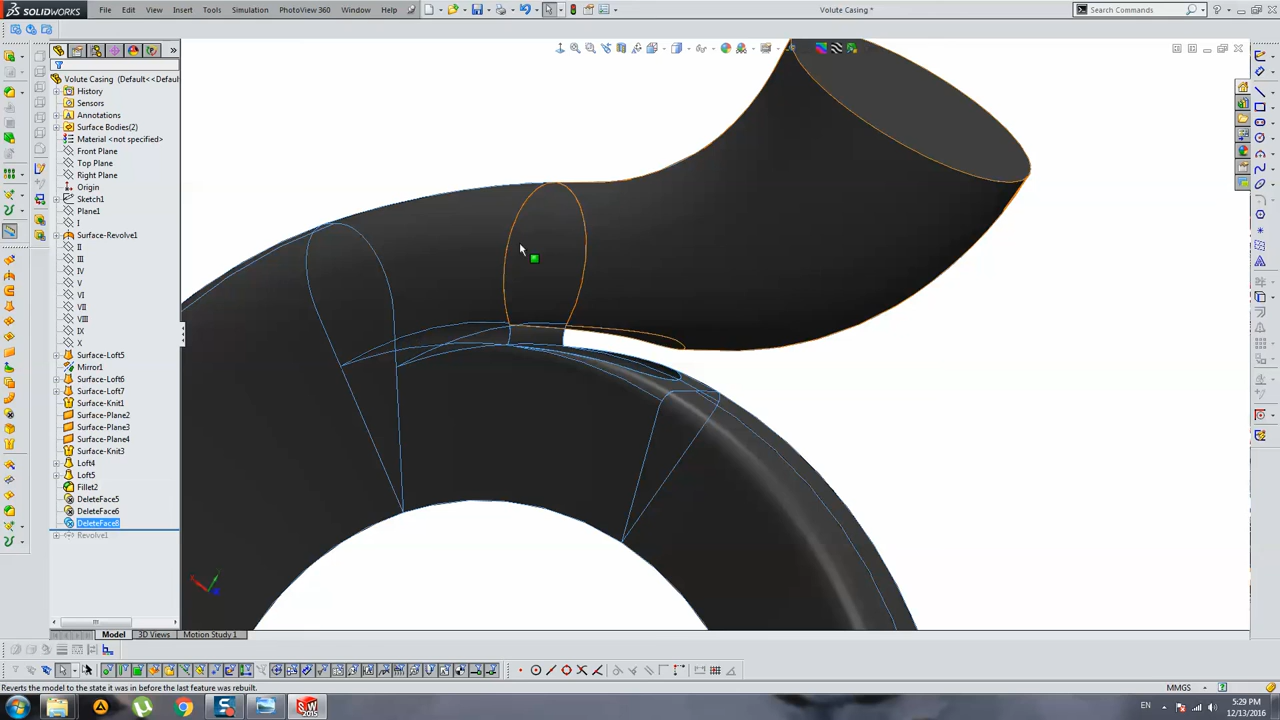 SOLIDWORKS
File Edit View Insert Tools Simulation PhotoView 360 Window Help
Volute Casing *
Search Commands
Volute Casing (Default<<Defaul
History
Sensors
Annotations
Surface Bodies(2)
Material <not specified>
Front Plane
Top Plane
Right Plane
Origin
Sketch1
Plane1
I
Surface-Revolve1
II
III
IV
V
VI
VII
VIII
IX
X
Surface-Loft5
Mirror1
Surface-Loft6
Surface-Loft7
Surface-Knit1
Surface-Plane2
Surface-Plane3
Surface-Plane4
Surface-Knit3
Loft4
Loft5
Fillet2
DeleteFace5
DeleteFace6
DeleteFace8
Revolve1
Model 3D Views Motion Study 1
Reverts the model to the state it was in before the last feature was rebuilt.
MMGS
EN
5:29 PM
12/13/2016